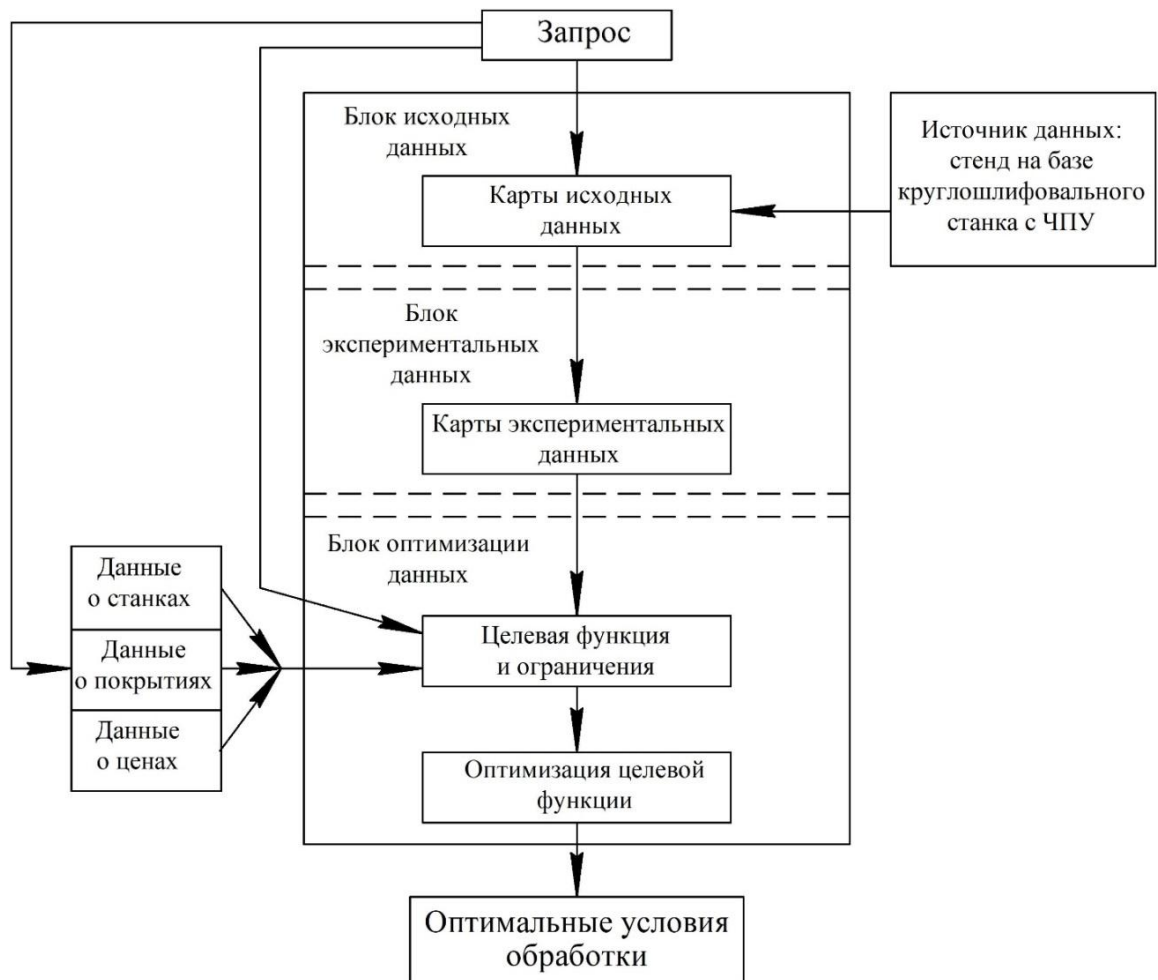 Запрос
Блок исходных
данных
Источник данных:
стенд на базе
круглошлифовального
станка с ЧПУ
Карты исходных
данных
Блок
экспериментальных
данных
Карты экспериментальных
данных
Блок оптимизации
данных
Данные
о станках
Данные
о покрытиях
Данные
о ценах
Целевая функция
и ограничения
Оптимизация целевой
функции
Оптимальные условия
обработки